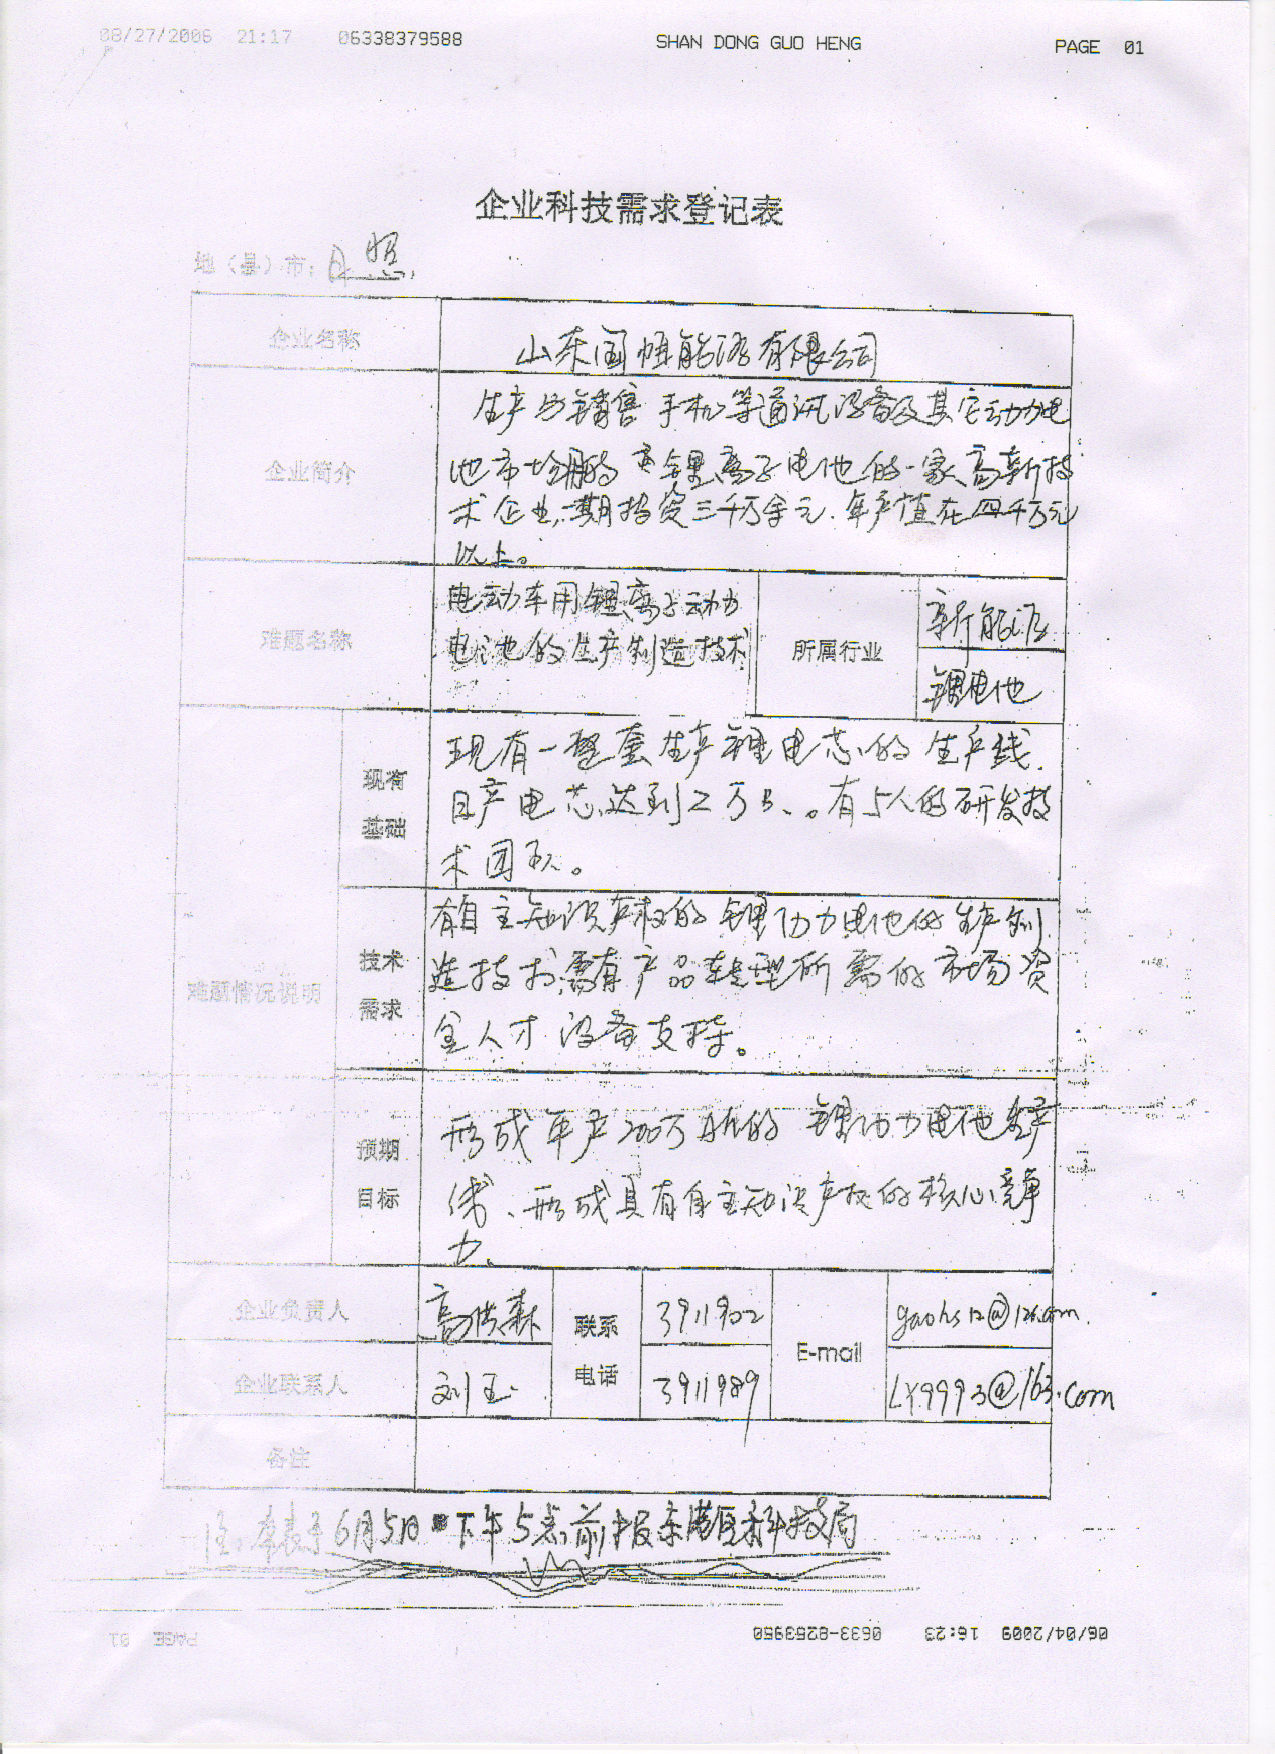 08/27/2006 21:17 06338379588 SHAN DONG GUO HENG PAGE 01
企业科技需求登记表
地（县）市：日照
企业名称 山东国恒能源有限公司
企业简介 生产与销售手机等通讯设备及其它动力电
池市场用的锂离子电池的一家高新技
术企业,一期投资三千万余元.年产值在四千万元
以上。
难题名称 电动车用锂离子动力
电池的生产制造技术
所属行业 新能源
锂电池
难题情况说明
现有基础 现有一整套生产锂电芯的生产线.
日产电芯达到2万只、。有5人的研发技
术团队。
技术需求 有自主知识产权的锂动力电池的生产制
造技术,需有产品转型所需的市场资
金人才设备支持。
预期目标 形成年产200万的锂动力电池生产
线、形成具有自主知识产权的核心竞争
力.
企业负责人 高洪森 联系电话 3911902 E-mail gaohs12@126.com.
企业联系人 刘玉 3911989 LY9993@163.com
备注
注:本表于6月5日下午5点前报东港区科技局
06/04/2009 16:23 0633-8253950 PAGE 01